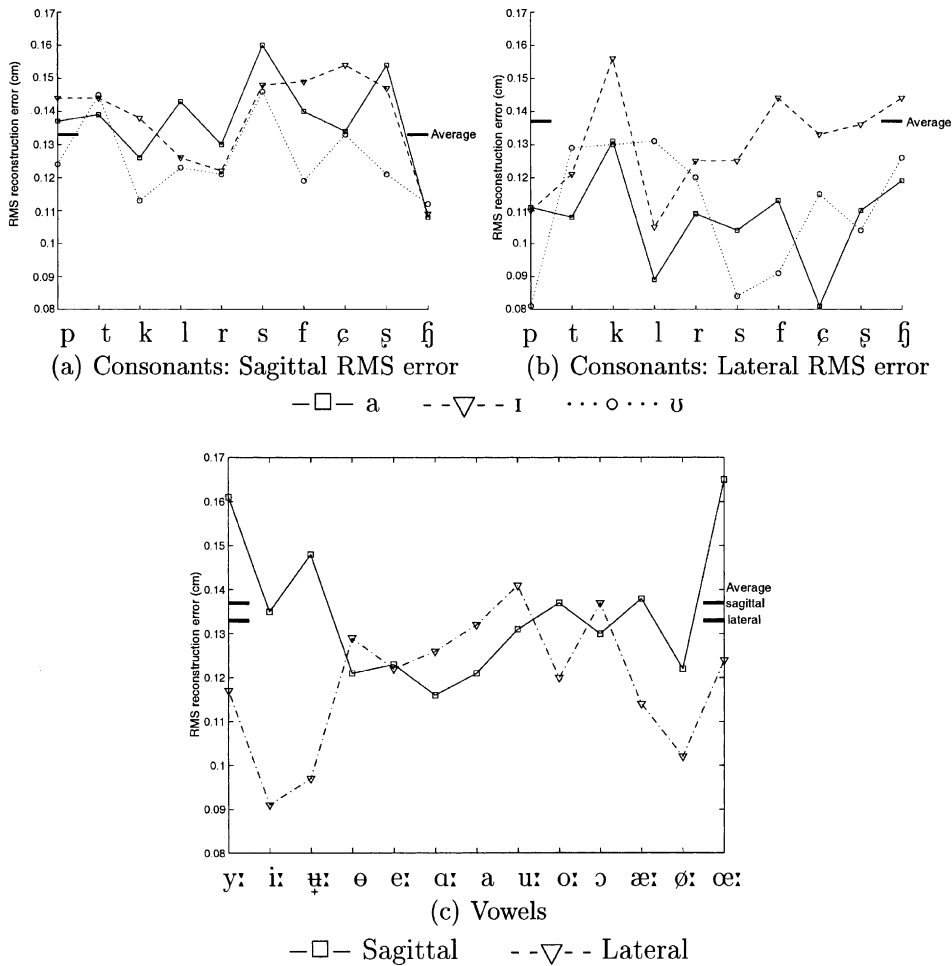 (a)
RMS reconstruction error (cm)
0.17
0.16
0.15
0.14
0.13
0.12
0.11
0.1
0.09
0.08
Average
p t k l r s f ɕ ʂ ɧ
(a) Consonants: Sagittal RMS error
RMS reconstruction error (cm)
0.17
0.16
0.15
0.14
0.13
0.12
0.11
0.1
0.09
0.08
Average
p t k l r s f ɕ ʂ ɧ
(b) Consonants: Lateral RMS error
a ɪ ʊ
RMS reconstruction error (cm)
0.17
0.16
0.15
0.14
0.13
0.12
0.11
0.1
0.09
0.08
Average
sagittal
lateral
yː iː ʉ̟ː ɵ eː ɑː a uː oː ɔ æː øː œː
(c) Vowels
Sagittal Lateral